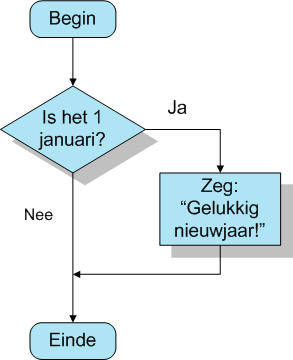 Begin
Is het 1
januari?
Ja
Zeg:
“Gelukkig
nieuwjaar!”
Nee
Einde